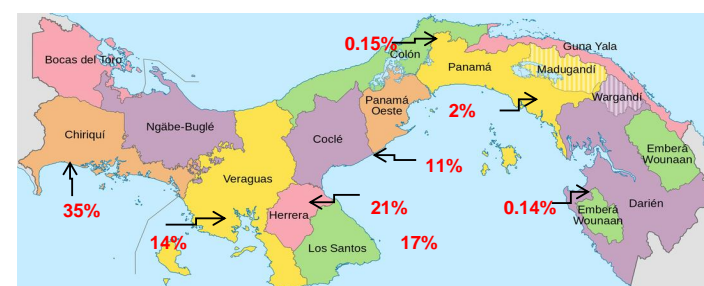 0.15%
Colón
Guna Yala
Bocas del Toro
Panamá
Madugandí
Wargandí
Panamá
Oeste
2%
Ngäbe-Buglé
Chiriquí
Coclé
Emberá
Wounaan
11%
Veraguas
35%
21%
Herrera
0.14%
Emberá
Wounaan
Darién
14%
Los Santos
17%